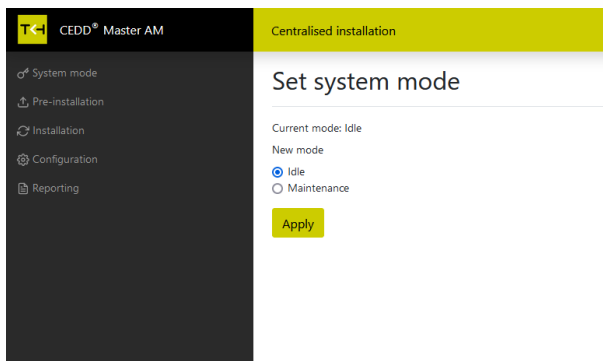 TKH CEDD® Master AM
Centralised installation
System mode
Pre-installation
Installation
Configuration
Reporting
Set system mode
Current mode: Idle
New mode
Idle
Maintenance
Apply